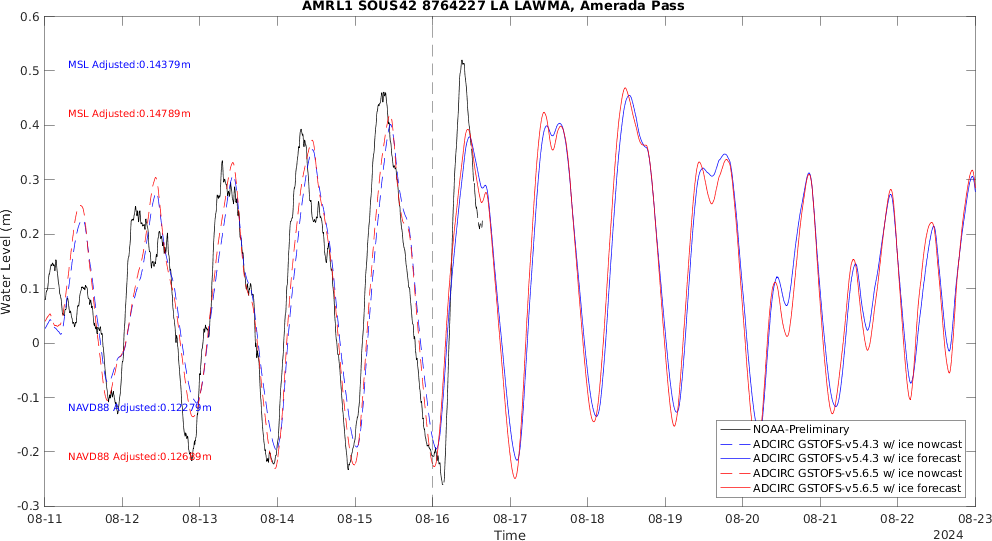 AMRL1 SOUS42 8764227 LA LAWMA, Amerada Pass
0.6
0.5
0.4
0.3
0.2
0.1
0
-0.1
-0.2
-0.3
Water Level (m)
MSL Adjusted:0.14379m
MSL Adjusted:0.14789m
NAVD88 Adjusted:0.12279m
NAVD88 Adjusted:0.12689m
NOAA-Preliminary
ADCIRC GSTOFS-v5.4.3 w/ ice nowcast
ADCIRC GSTOFS-v5.4.3 w/ ice forecast
ADCIRC GSTOFS-v5.6.5 w/ ice nowcast
ADCIRC GSTOFS-v5.6.5 w/ ice forecast
08-11 08-12 08-13 08-14 08-15 08-16 08-17 08-18 08-19 08-20 08-21 08-22 08-23
Time
2024